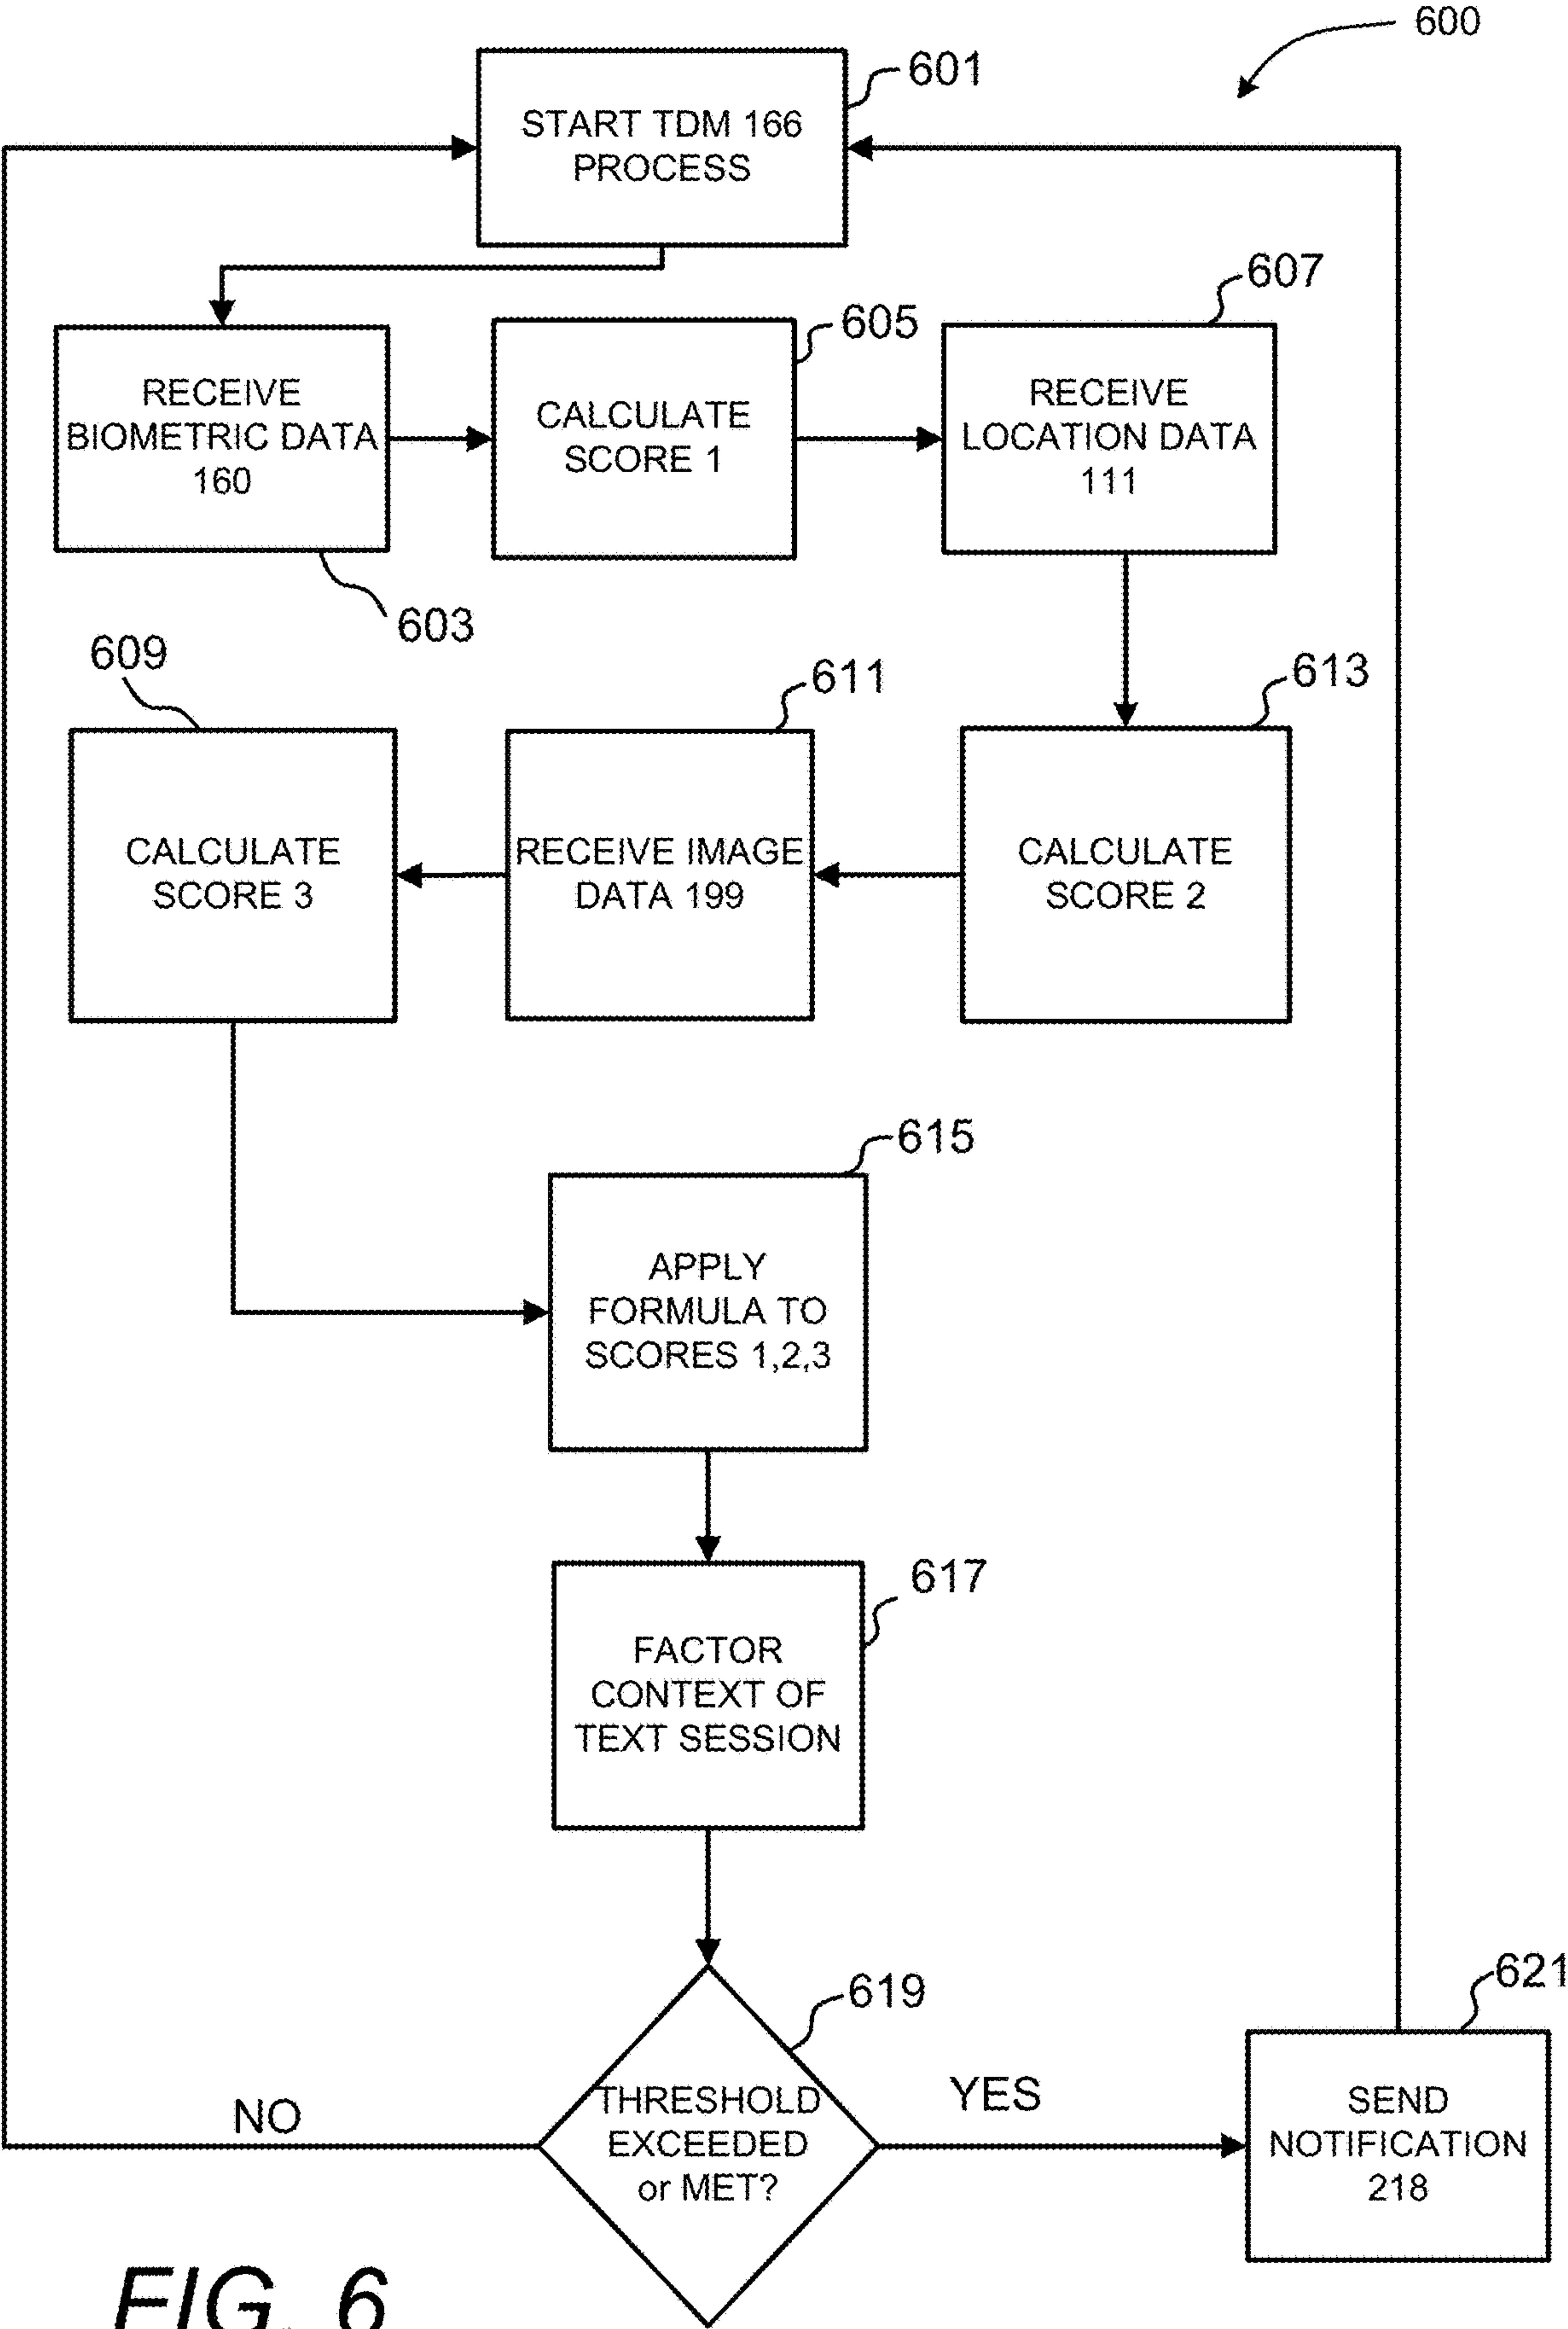 600
601
START TDM 166
PROCESS
607
605
RECEIVE
BIOMETRIC DATA
160
CALCULATE
SCORE 1
RECEIVE
LOCATION DATA
111
603
609
611
613
CALCULATE
SCORE 3
RECEIVE IMAGE
DATA 199
CALCULATE
SCORE 2
615
APPLY
FORMULA TO
SCORES 1,2,3
617
FACTOR
CONTEXT OF
TEXT SESSION
619
621
NO
THRESHOLD
EXCEEDED
or MET?
YES
SEND
NOTIFICATION
218
FIG. 6